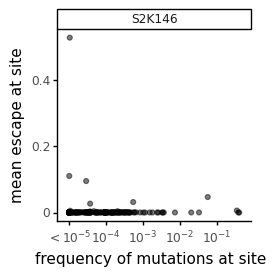 S2K146
mean escape at site
0.4
0.2
0
< 10⁻⁵ 10⁻⁴ 10⁻³ 10⁻² 10⁻¹
frequency of mutations at site